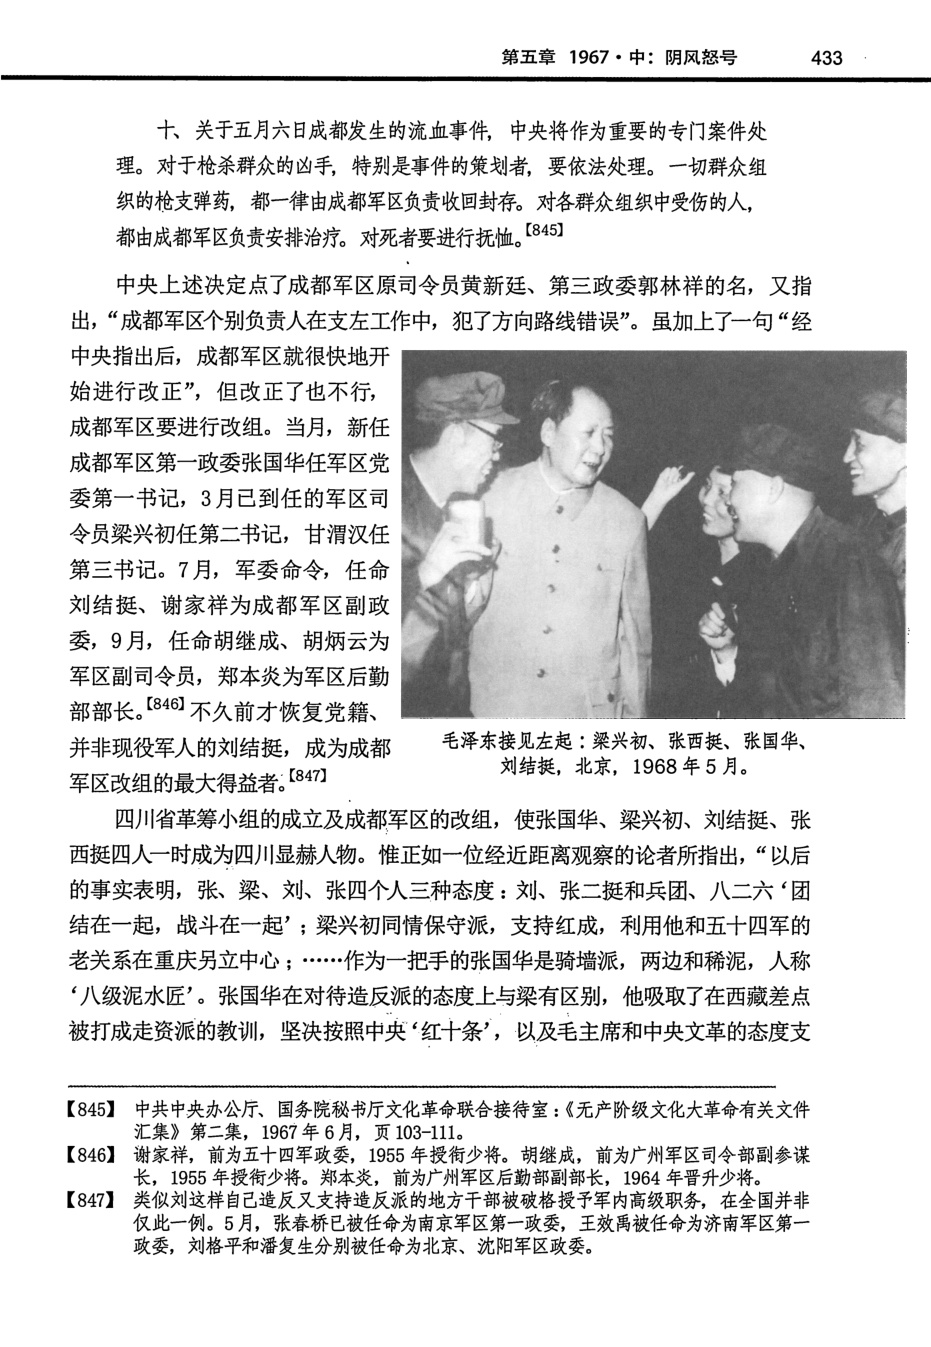 第五章 1967·中：阴风怒号 433
十、关于五月六日成都发生的流血事件，中央将作为重要的专门案件处
理。对于枪杀群众的凶手，特别是事件的策划者，要依法处理。一切群众组
织的枪支弹药，都一律由成都军区负责收回封存。对各群众组织中受伤的人，
都由成都军区负责安排治疗。对死者要进行抚恤。【845】
中央上述决定点了成都军区原司令员黄新廷、第三政委郭林祥的名，又指
出，“成都军区个别负责人在支左工作中，犯了方向路线错误”。虽加上了一句“经
中央指出后，成都军区就很快地开
始进行改正”，但改正了也不行，
成都军区要进行改组。当月，新任
成都军区第一政委张国华任军区党
委第一书记，3月已到任的军区司
令员梁兴初任第二书记，甘渭汉任
第三书记。7月，军委命令，任命
刘结挺、谢家祥为成都军区副政
委，9月，任命胡继成、胡炳云为
军区副司令员，郑本炎为军区后勤
部部长。【846】不久前才恢复党籍、
并非现役军人的刘结挺，成为成都
军区改组的最大得益者。【847】
毛泽东接见左起：梁兴初、张西挺、张国华、
刘结挺，北京，1968年5月。
四川省革筹小组的成立及成都军区的改组，使张国华、梁兴初、刘结挺、张
西挺四人一时成为四川显赫人物。惟正如一位经近距离观察的论者所指出，“以后
的事实表明，张、梁、刘、张四个人三种态度：刘、张二挺和兵团、八二六‘团
结在一起，战斗在一起’；梁兴初同情保守派，支持红成，利用他和五十四军的
老关系在重庆另立中心；……作为一把手的张国华是骑墙派，两边和稀泥，人称
‘八级泥水匠’。张国华在对待造反派的态度上与梁有区别，他吸取了在西藏差点
被打成走资派的教训，坚决按照中央‘红十条’，以及毛主席和中央文革的态度支
【845】 中共中央办公厅、国务院秘书厅文化革命联合接待室：《无产阶级文化大革命有关文件
汇集》第二集，1967年6月，页103-111。
【846】 谢家祥，前为五十四军政委，1955年授衔少将。胡继成，前为广州军区司令部副参谋
长，1955年授衔少将。郑本炎，前为广州军区后勤部副部长，1964年晋升少将。
【847】 类似刘这样自己造反又支持造反派的地方干部被破格授予军内高级职务，在全国并非
仅此一例。5月，张春桥已被任命为南京军区第一政委，王效禹被任命为济南军区第一
政委，刘格平和潘复生分别被任命为北京、沈阳军区政委。